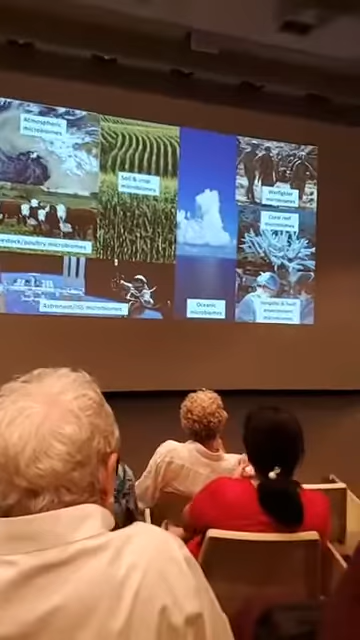 Atmospheric
microbiomes
Soil & crop
microbiomes
Warfighter
microbiomes
Coral reef
microbiomes
Livestock/poultry microbiomes
Astronaut/ISS microbiomes
Oceanic
microbiomes
Hospital & built
environment
microbiomes